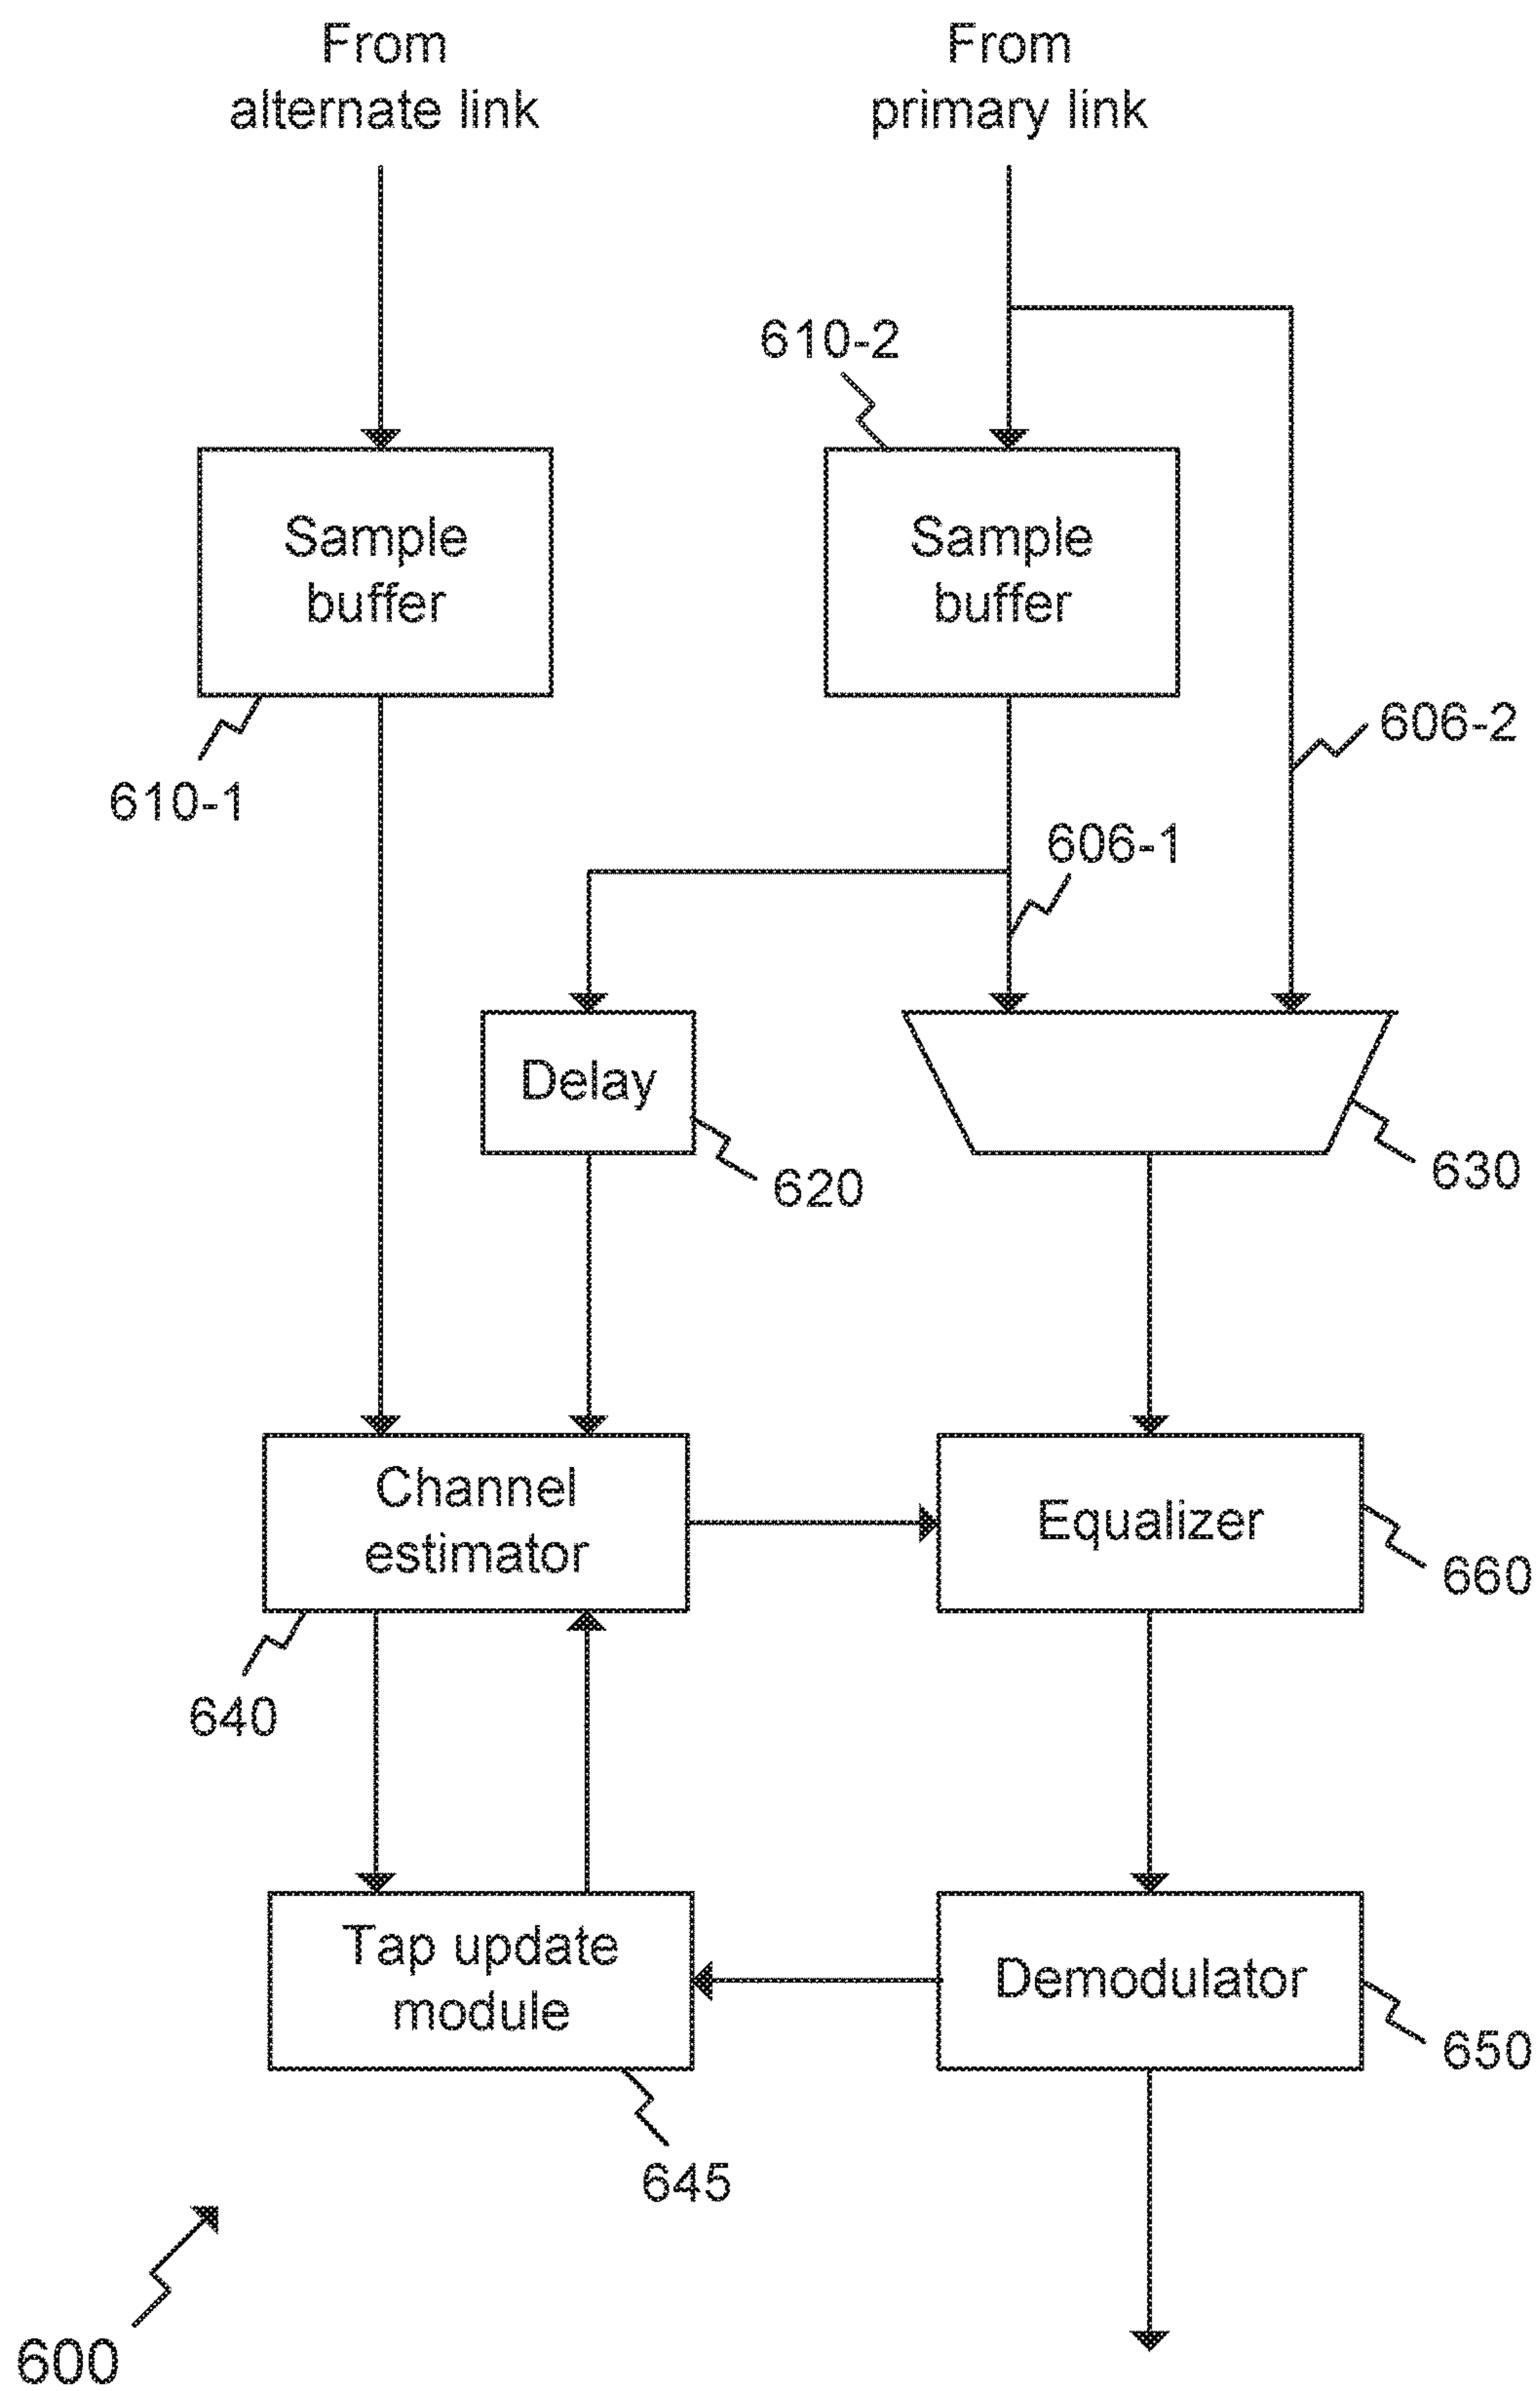 From
alternate link
From
primary link
610-2
Sample
buffer
Sample
buffer
606-2
610-1
606-1
Delay
620
630
Channel
estimator
Equalizer
660
640
Tap update
module
Demodulator
650
645
600